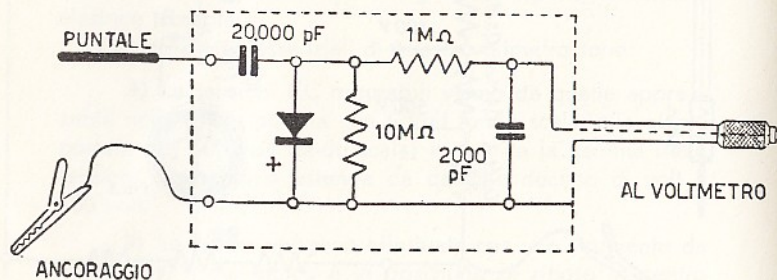 PUNTALE
20.000 pF
1MΩ
10MΩ
+
2000
pF
AL VOLTMETRO
ANCORAGGIO